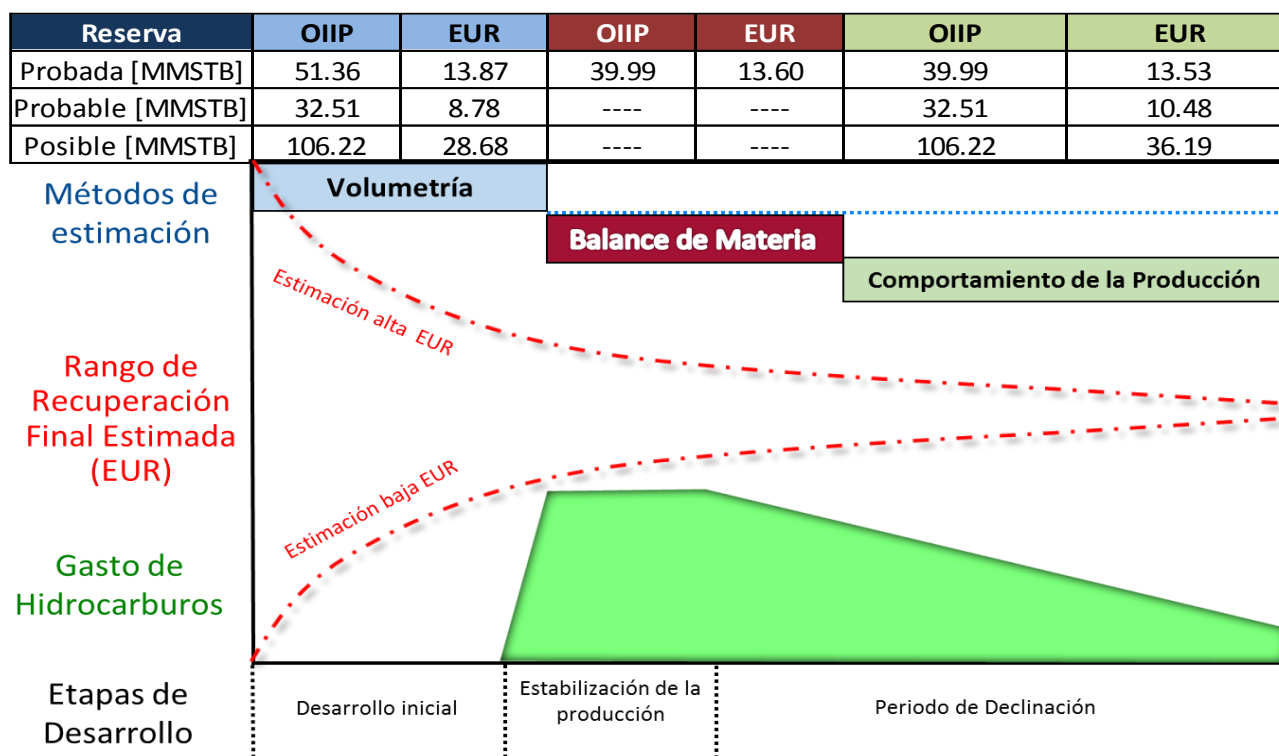 Reserva OIIP EUR OIIP EUR OIIP EUR
Probada [MMSTB] 51.36 13.87 39.99 13.60 39.99 13.53
Probable [MMSTB] 32.51 8.78 ---- ---- 32.51 10.48
Posible [MMSTB] 106.22 28.68 ---- ---- 106.22 36.19
Métodos de
estimación
Volumetría
Balance de Materia
Comportamiento de la Producción
Estimación alta EUR
Rango de
Recuperación
Final Estimada
(EUR)
Estimación baja EUR
Gasto de
Hidrocarburos
Etapas de
Desarrollo
Desarrollo inicial
Estabilización de la
producción
Periodo de Declinación